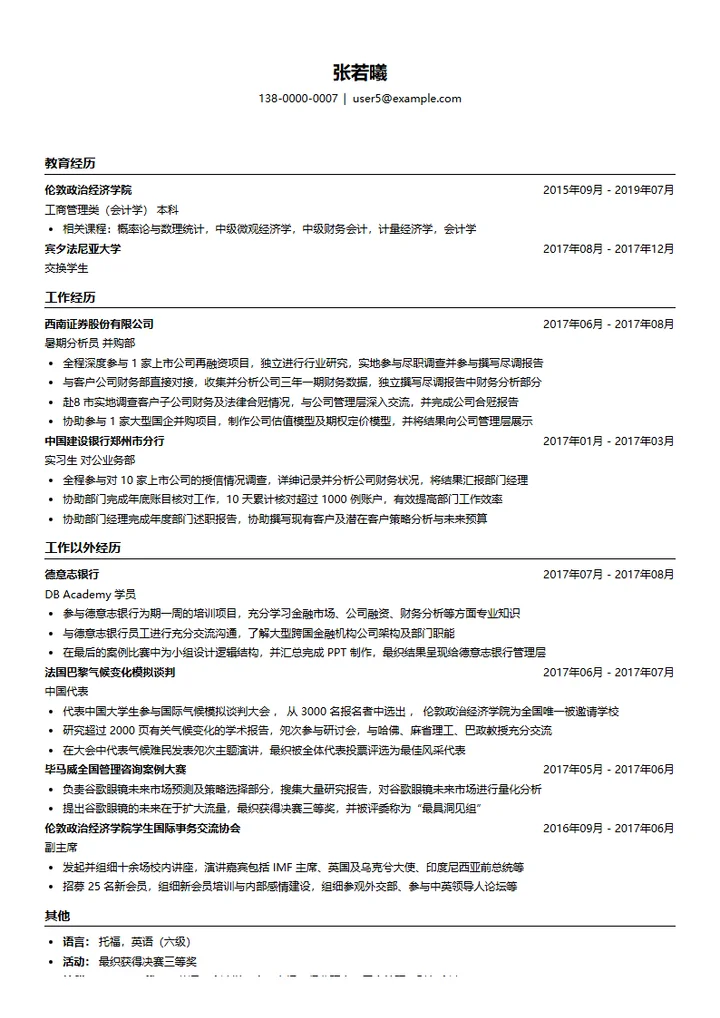 张若曦
138-0000-0007 | user5@example.com
教育经历
伦敦政治经济学院 2015年09月 - 2019年07月
工商管理类（会计学） 本科
• 相关课程：概率论与数理统计，中级微观经济学，中级财务会计，计量经济学，会计学
宾夕法尼亚大学 2017年08月 - 2017年12月
交换学生
工作经历
西南证券股份有限公司 2017年06月 - 2017年08月
暑期分析员 并购部
• 全程深度参与 1 家上市公司再融资项目，独立进行行业研究，实地参与尽职调查并参与撰写尽调报告
• 与客户公司财务部直接对接，收集并分析公司三年一期财务数据，独立撰写尽调报告中财务分析部分
• 赴8 市实地调查客户子公司财务及法律合规情况，与公司管理层深入交流，并完成公司合规报告
• 协助参与 1 家大型国企并购项目，制作公司估值模型及期权定价模型，并将结果向公司管理层展示
中国建设银行郑州市分行 2017年01月 - 2017年03月
实习生 对公业务部
• 全程参与对 10 家上市公司的授信情况调查，详细记录并分析公司财务状况，将结果汇报部门经理
• 协助部门完成年底账目核对工作，10 天累计核对超过 1000 例账户，有效提高部门工作效率
• 协助部门经理完成年度部门述职报告，协助撰写现有客户及潜在客户策略分析与未来预算
工作以外经历
德意志银行 2017年07月 - 2017年08月
DB Academy 学员
• 参与德意志银行为期一周的培训项目，充分学习金融市场、公司融资、财务分析等方面专业知识
• 与德意志银行员工进行充分交流沟通，了解大型跨国金融机构公司架构及部门职能
• 在最后的案例比赛中为小组设计逻辑结构，并汇总完成 PPT 制作，最终结果呈现给德意志银行管理层
法国巴黎气候变化模拟谈判 2017年06月 - 2017年07月
中国代表
• 代表中国大学生参与国际气候模拟谈判大会 ， 从 3000 名报名者中选出 ， 伦敦政治经济学院为全国唯一被邀请学校
• 研究超过 2000 页有关气候变化的学术报告，多次参与研讨会，与哈佛、麻省理工、巴政教授充分交流
• 在大会中代表气候难民发表多次主题演讲，最终被全体代表投票评选为最佳风采代表
毕马威全国管理咨询案例大赛 2017年05月 - 2017年06月
• 负责谷歌眼镜未来市场预测及策略选择部分，搜集大量研究报告，对谷歌眼镜未来市场进行量化分析
• 提出谷歌眼镜的未来在于扩大流量，最终获得决赛三等奖，并被评委称为“最具洞见组”
伦敦政治经济学院学生国际事务交流协会 2016年09月 - 2017年06月
副主席
• 发起并组织十余场校内讲座，演讲嘉宾包括 IMF 主席、英国及乌克兰大使、印度尼西亚前总统等
• 招募 25 名新会员，组织新会员培训与内部感情建设，组织参观外交部、参与中英领导人论坛等
其他
• 语言： 托福，英语（六级）
• 活动： 最终获得决赛三等奖